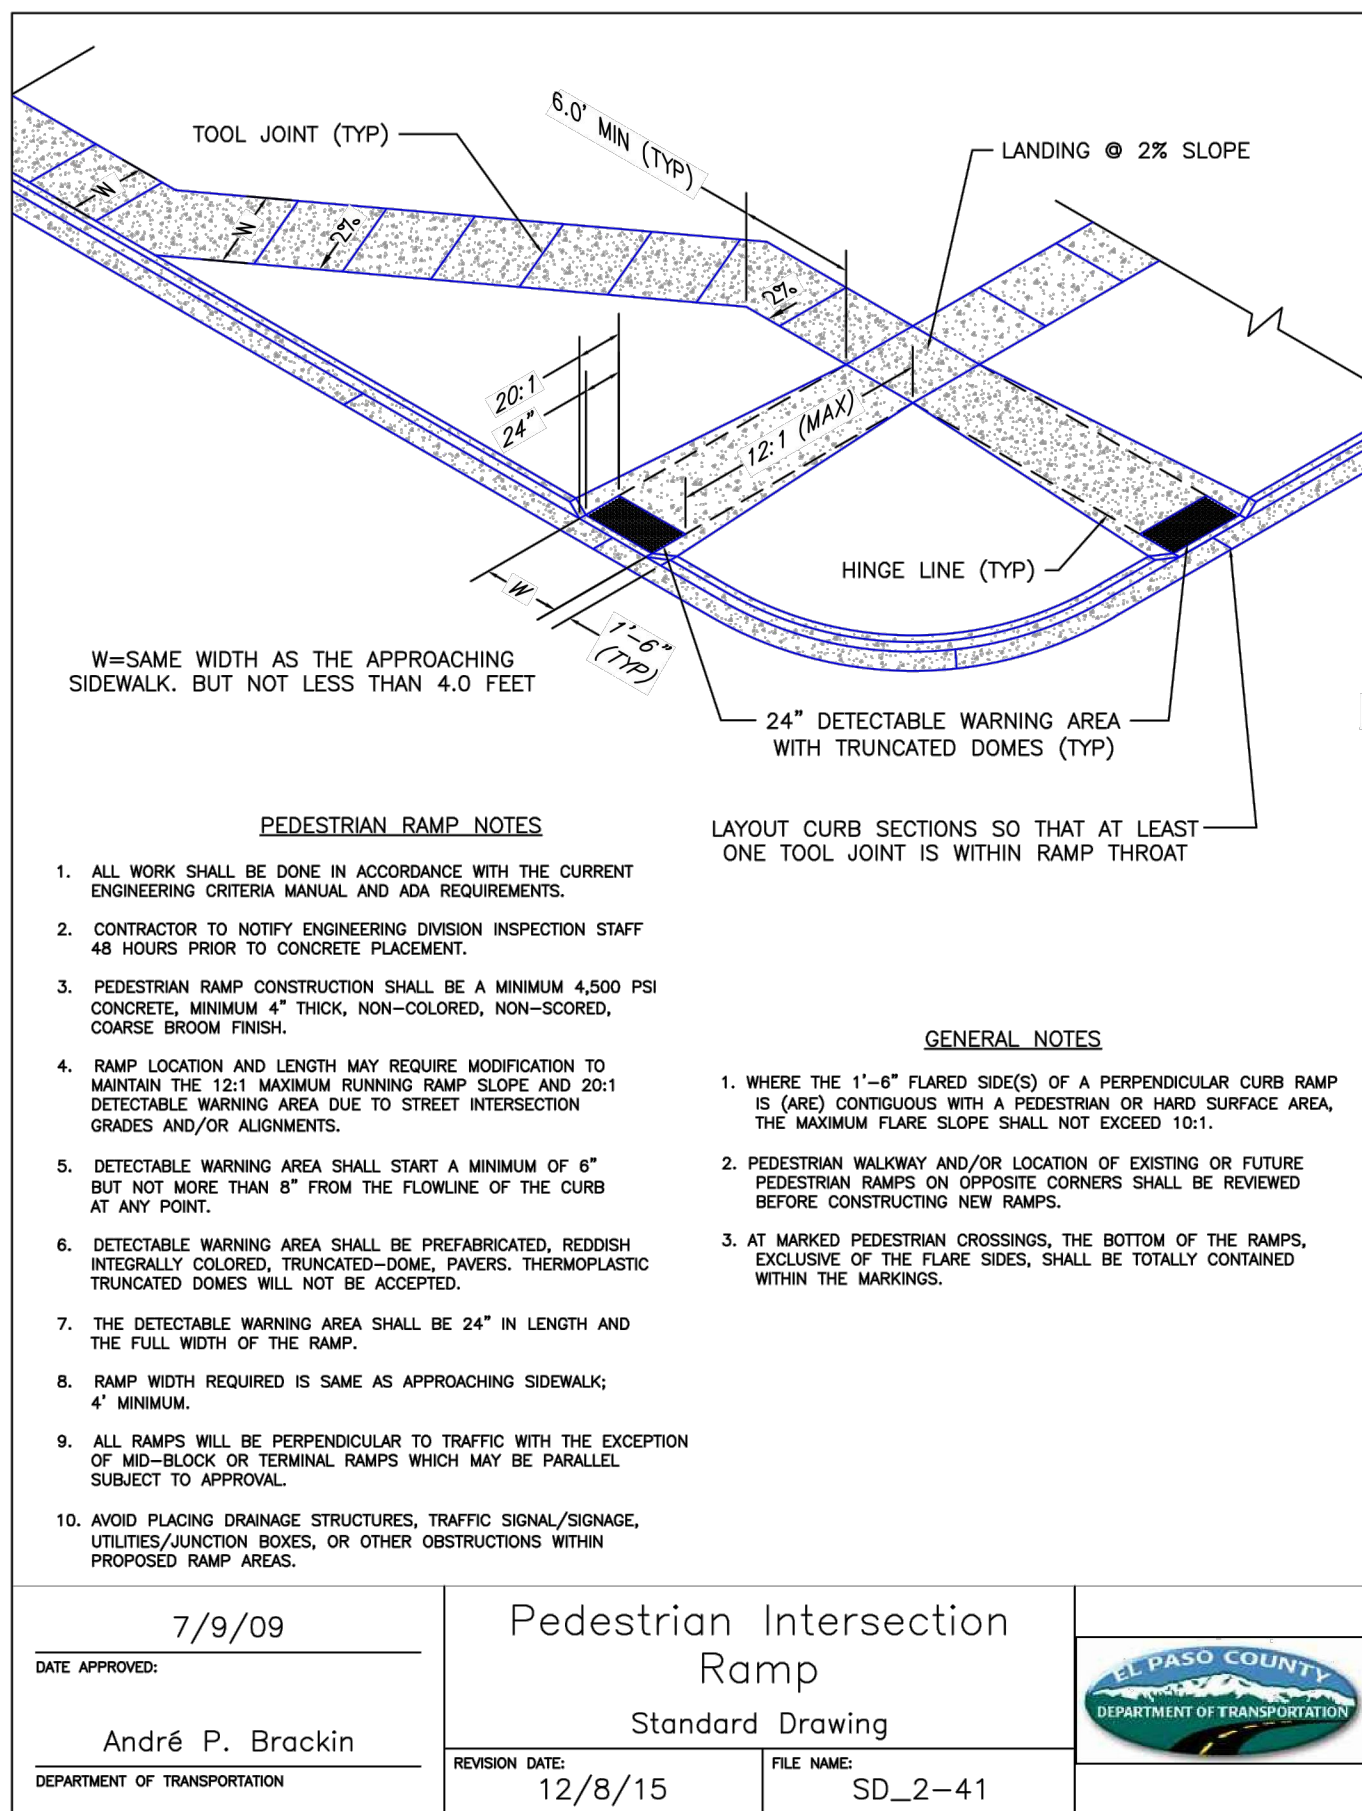 6.0' MIN (TYP)
TOOL JOINT (TYP)
LANDING @ 2% SLOPE
W
W
2%
2%
20:1
24"
12:1 (MAX)
HINGE LINE (TYP)
W
1'-6"
(TYP)
W=SAME WIDTH AS THE APPROACHING
SIDEWALK. BUT NOT LESS THAN 4.0 FEET
24" DETECTABLE WARNING AREA
WITH TRUNCATED DOMES (TYP)
LAYOUT CURB SECTIONS SO THAT AT LEAST
ONE TOOL JOINT IS WITHIN RAMP THROAT
PEDESTRIAN RAMP NOTES
1. ALL WORK SHALL BE DONE IN ACCORDANCE WITH THE CURRENT
ENGINEERING CRITERIA MANUAL AND ADA REQUIREMENTS.
2. CONTRACTOR TO NOTIFY ENGINEERING DIVISION INSPECTION STAFF
48 HOURS PRIOR TO CONCRETE PLACEMENT.
3. PEDESTRIAN RAMP CONSTRUCTION SHALL BE A MINIMUM 4,500 PSI
CONCRETE, MINIMUM 4" THICK, NON-COLORED, NON-SCORED,
COARSE BROOM FINISH.
4. RAMP LOCATION AND LENGTH MAY REQUIRE MODIFICATION TO
MAINTAIN THE 12:1 MAXIMUM RUNNING RAMP SLOPE AND 20:1
DETECTABLE WARNING AREA DUE TO STREET INTERSECTION
GRADES AND/OR ALIGNMENTS.
5. DETECTABLE WARNING AREA SHALL START A MINIMUM OF 6"
BUT NOT MORE THAN 8" FROM THE FLOWLINE OF THE CURB
AT ANY POINT.
6. DETECTABLE WARNING AREA SHALL BE PREFABRICATED, REDDISH
INTEGRALLY COLORED, TRUNCATED-DOME, PAVERS. THERMOPLASTIC
TRUNCATED DOMES WILL NOT BE ACCEPTED.
7. THE DETECTABLE WARNING AREA SHALL BE 24" IN LENGTH AND
THE FULL WIDTH OF THE RAMP.
8. RAMP WIDTH REQUIRED IS SAME AS APPROACHING SIDEWALK;
4' MINIMUM.
9. ALL RAMPS WILL BE PERPENDICULAR TO TRAFFIC WITH THE EXCEPTION
OF MID-BLOCK OR TERMINAL RAMPS WHICH MAY BE PARALLEL
SUBJECT TO APPROVAL.
10. AVOID PLACING DRAINAGE STRUCTURES, TRAFFIC SIGNAL/SIGNAGE,
UTILITIES/JUNCTION BOXES, OR OTHER OBSTRUCTIONS WITHIN
PROPOSED RAMP AREAS.
GENERAL NOTES
1. WHERE THE 1'-6" FLARED SIDE(S) OF A PERPENDICULAR CURB RAMP
IS (ARE) CONTIGUOUS WITH A PEDESTRIAN OR HARD SURFACE AREA,
THE MAXIMUM FLARE SLOPE SHALL NOT EXCEED 10:1.
2. PEDESTRIAN WALKWAY AND/OR LOCATION OF EXISTING OR FUTURE
PEDESTRIAN RAMPS ON OPPOSITE CORNERS SHALL BE REVIEWED
BEFORE CONSTRUCTING NEW RAMPS.
3. AT MARKED PEDESTRIAN CROSSINGS, THE BOTTOM OF THE RAMPS,
EXCLUSIVE OF THE FLARE SIDES, SHALL BE TOTALLY CONTAINED
WITHIN THE MARKINGS.
7/9/09
DATE APPROVED:
André P. Brackin
DEPARTMENT OF TRANSPORTATION
Pedestrian Intersection
Ramp
Standard Drawing
REVISION DATE:
12/8/15
FILE NAME:
SD_2-41
EL PASO COUNTY
DEPARTMENT OF TRANSPORTATION